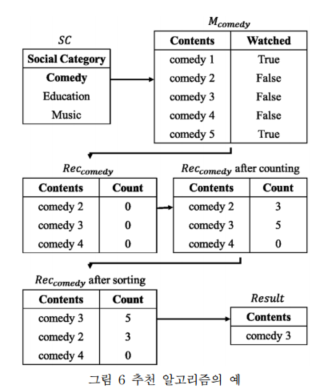 SC
Social Category
Comedy
Education
Music
M_comedy
Contents Watched
comedy 1 True
comedy 2 False
comedy 3 False
comedy 4 False
comedy 5 True
Rec_comedy
Contents Count
comedy 2 0
comedy 3 0
comedy 4 0
Rec_comedy after counting
Contents Count
comedy 2 3
comedy 3 5
comedy 4 0
Rec_comedy after sorting
Contents Count
comedy 3 5
comedy 2 3
comedy 4 0
Result
Contents
comedy 3
그림 6 추천 알고리즘의 예